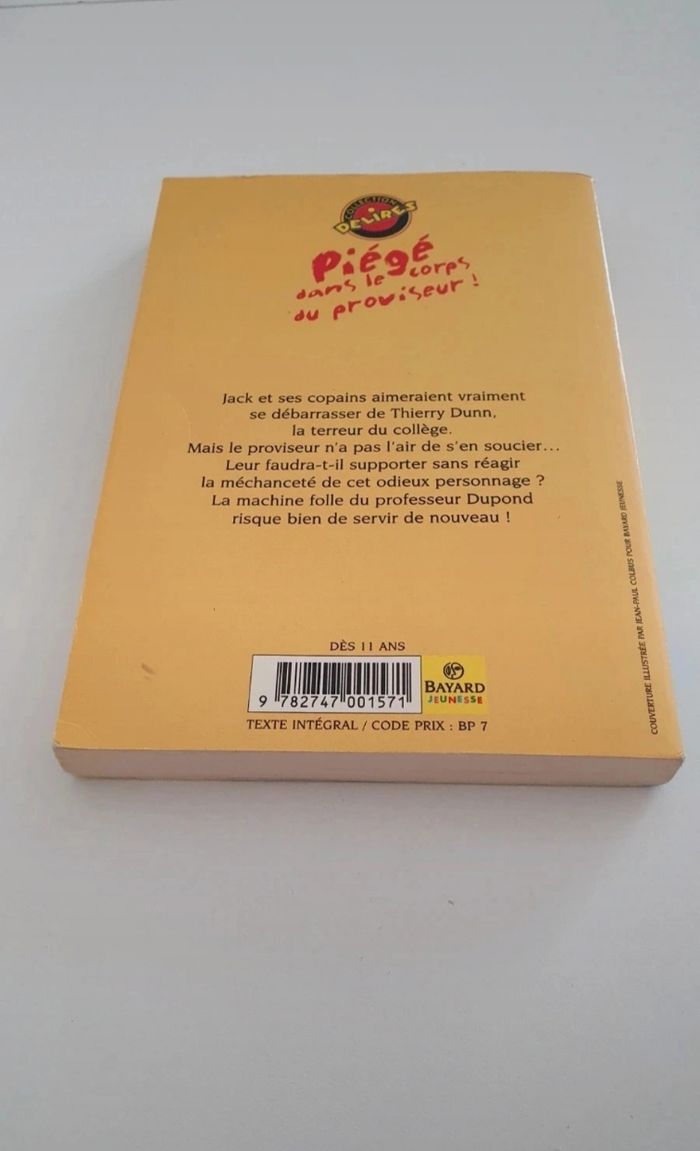 COLLECTION
DÉLIRES
Piégé
dans le corps
du proviseur !
Jack et ses copains aimeraient vraiment
se débarrasser de Thierry Dunn,
la terreur du collège.
Mais le proviseur n'a pas l'air de s'en soucier...
Leur faudra-t-il supporter sans réagir
la méchanceté de cet odieux personnage ?
La machine folle du professeur Dupond
risque bien de servir de nouveau !
DÈS 11 ANS
9 782747 001571
BAYARD
JEUNESSE
TEXTE INTÉGRAL / CODE PRIX : BP 7
COUVERTURE ILLUSTRÉE PAR JEAN-PAUL COLBUS POUR BAYARD JEUNESSE